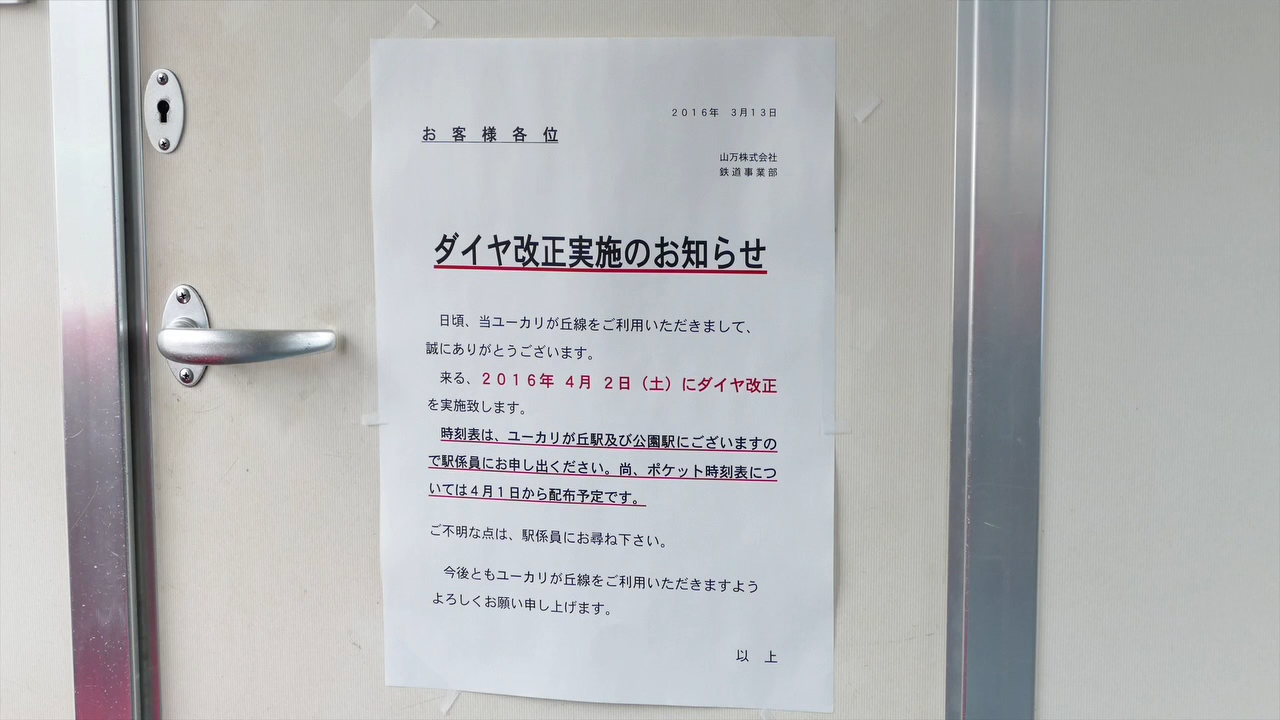 2016年 3月13日
お客様各位
山万株式会社
鉄道事業部
ダイヤ改正実施のお知らせ
日頃、当ユーカリが丘線をご利用いただきまして、
誠にありがとうございます。
来る、2016年 4月 2日（土）にダイヤ改正
を実施致します。
時刻表は、ユーカリが丘駅及び公園駅にございますの
で駅係員にお申し出ください。尚、ポケット時刻表につ
いては4月1日から配布予定です。
ご不明な点は、駅係員にお尋ね下さい。
今後ともユーカリが丘線をご利用いただきますよう
よろしくお願い申し上げます。
以 上